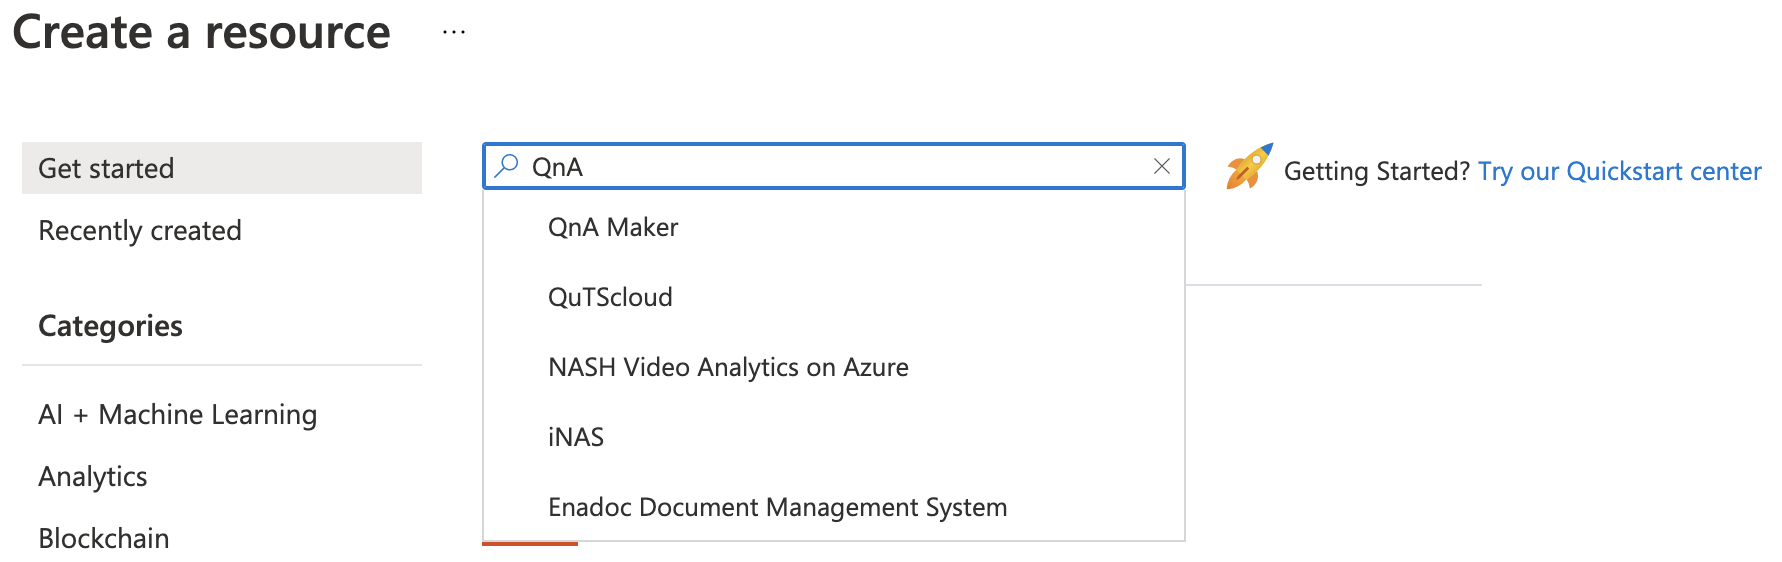 Create a resource ...
Get started
Recently created
Categories
AI + Machine Learning
Analytics
Blockchain
QnA
QnA Maker
QuTScloud
NASH Video Analytics on Azure
iNAS
Enadoc Document Management System
Getting Started? Try our Quickstart center